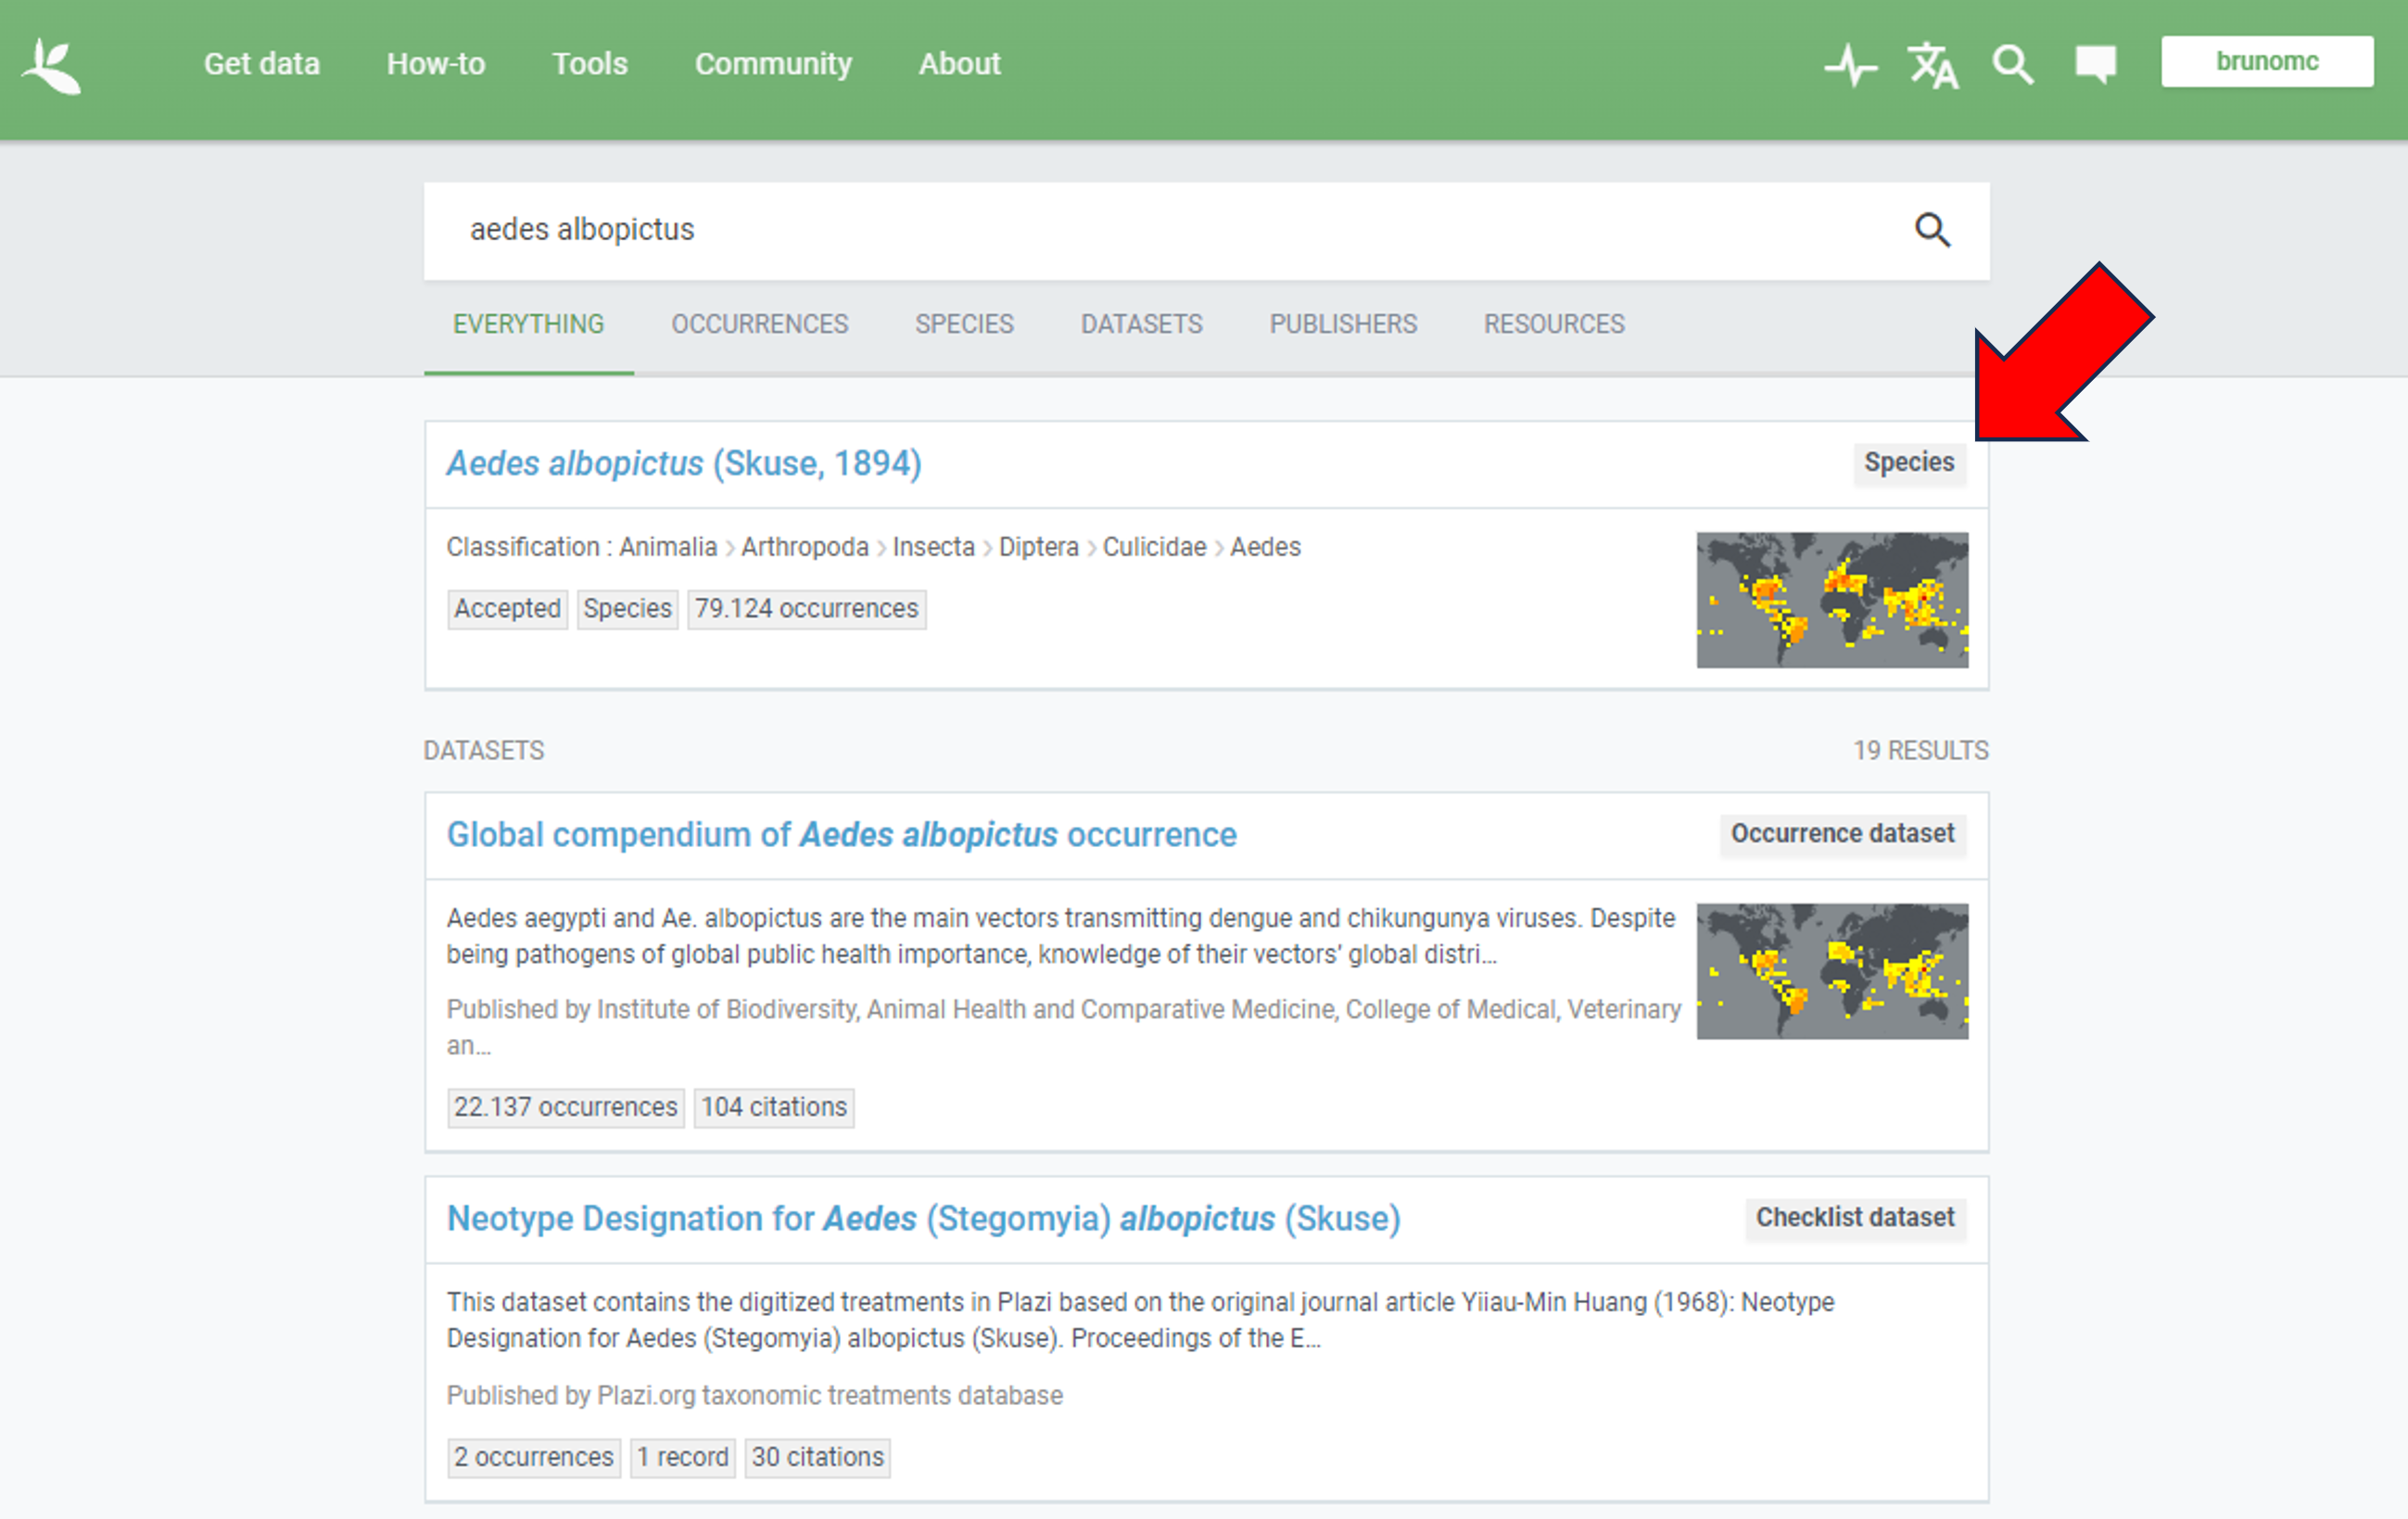 Get data How-to Tools Community About brunomc
aedes albopictus
EVERYTHING OCCURRENCES SPECIES DATASETS PUBLISHERS RESOURCES
Aedes albopictus (Skuse, 1894) Species
Classification : Animalia › Arthropoda › Insecta › Diptera › Culicidae › Aedes
Accepted Species 79.124 occurrences
DATASETS 19 RESULTS
Global compendium of Aedes albopictus occurrence Occurrence dataset
Aedes aegypti and Ae. albopictus are the main vectors transmitting dengue and chikungunya viruses. Despite
being pathogens of global public health importance, knowledge of their vectors' global distri...
Published by Institute of Biodiversity, Animal Health and Comparative Medicine, College of Medical, Veterinary
an...
22.137 occurrences 104 citations
Neotype Designation for Aedes (Stegomyia) albopictus (Skuse) Checklist dataset
This dataset contains the digitized treatments in Plazi based on the original journal article Yiiau-Min Huang (1968): Neotype
Designation for Aedes (Stegomyia) albopictus (Skuse). Proceedings of the E...
Published by Plazi.org taxonomic treatments database
2 occurrences 1 record 30 citations